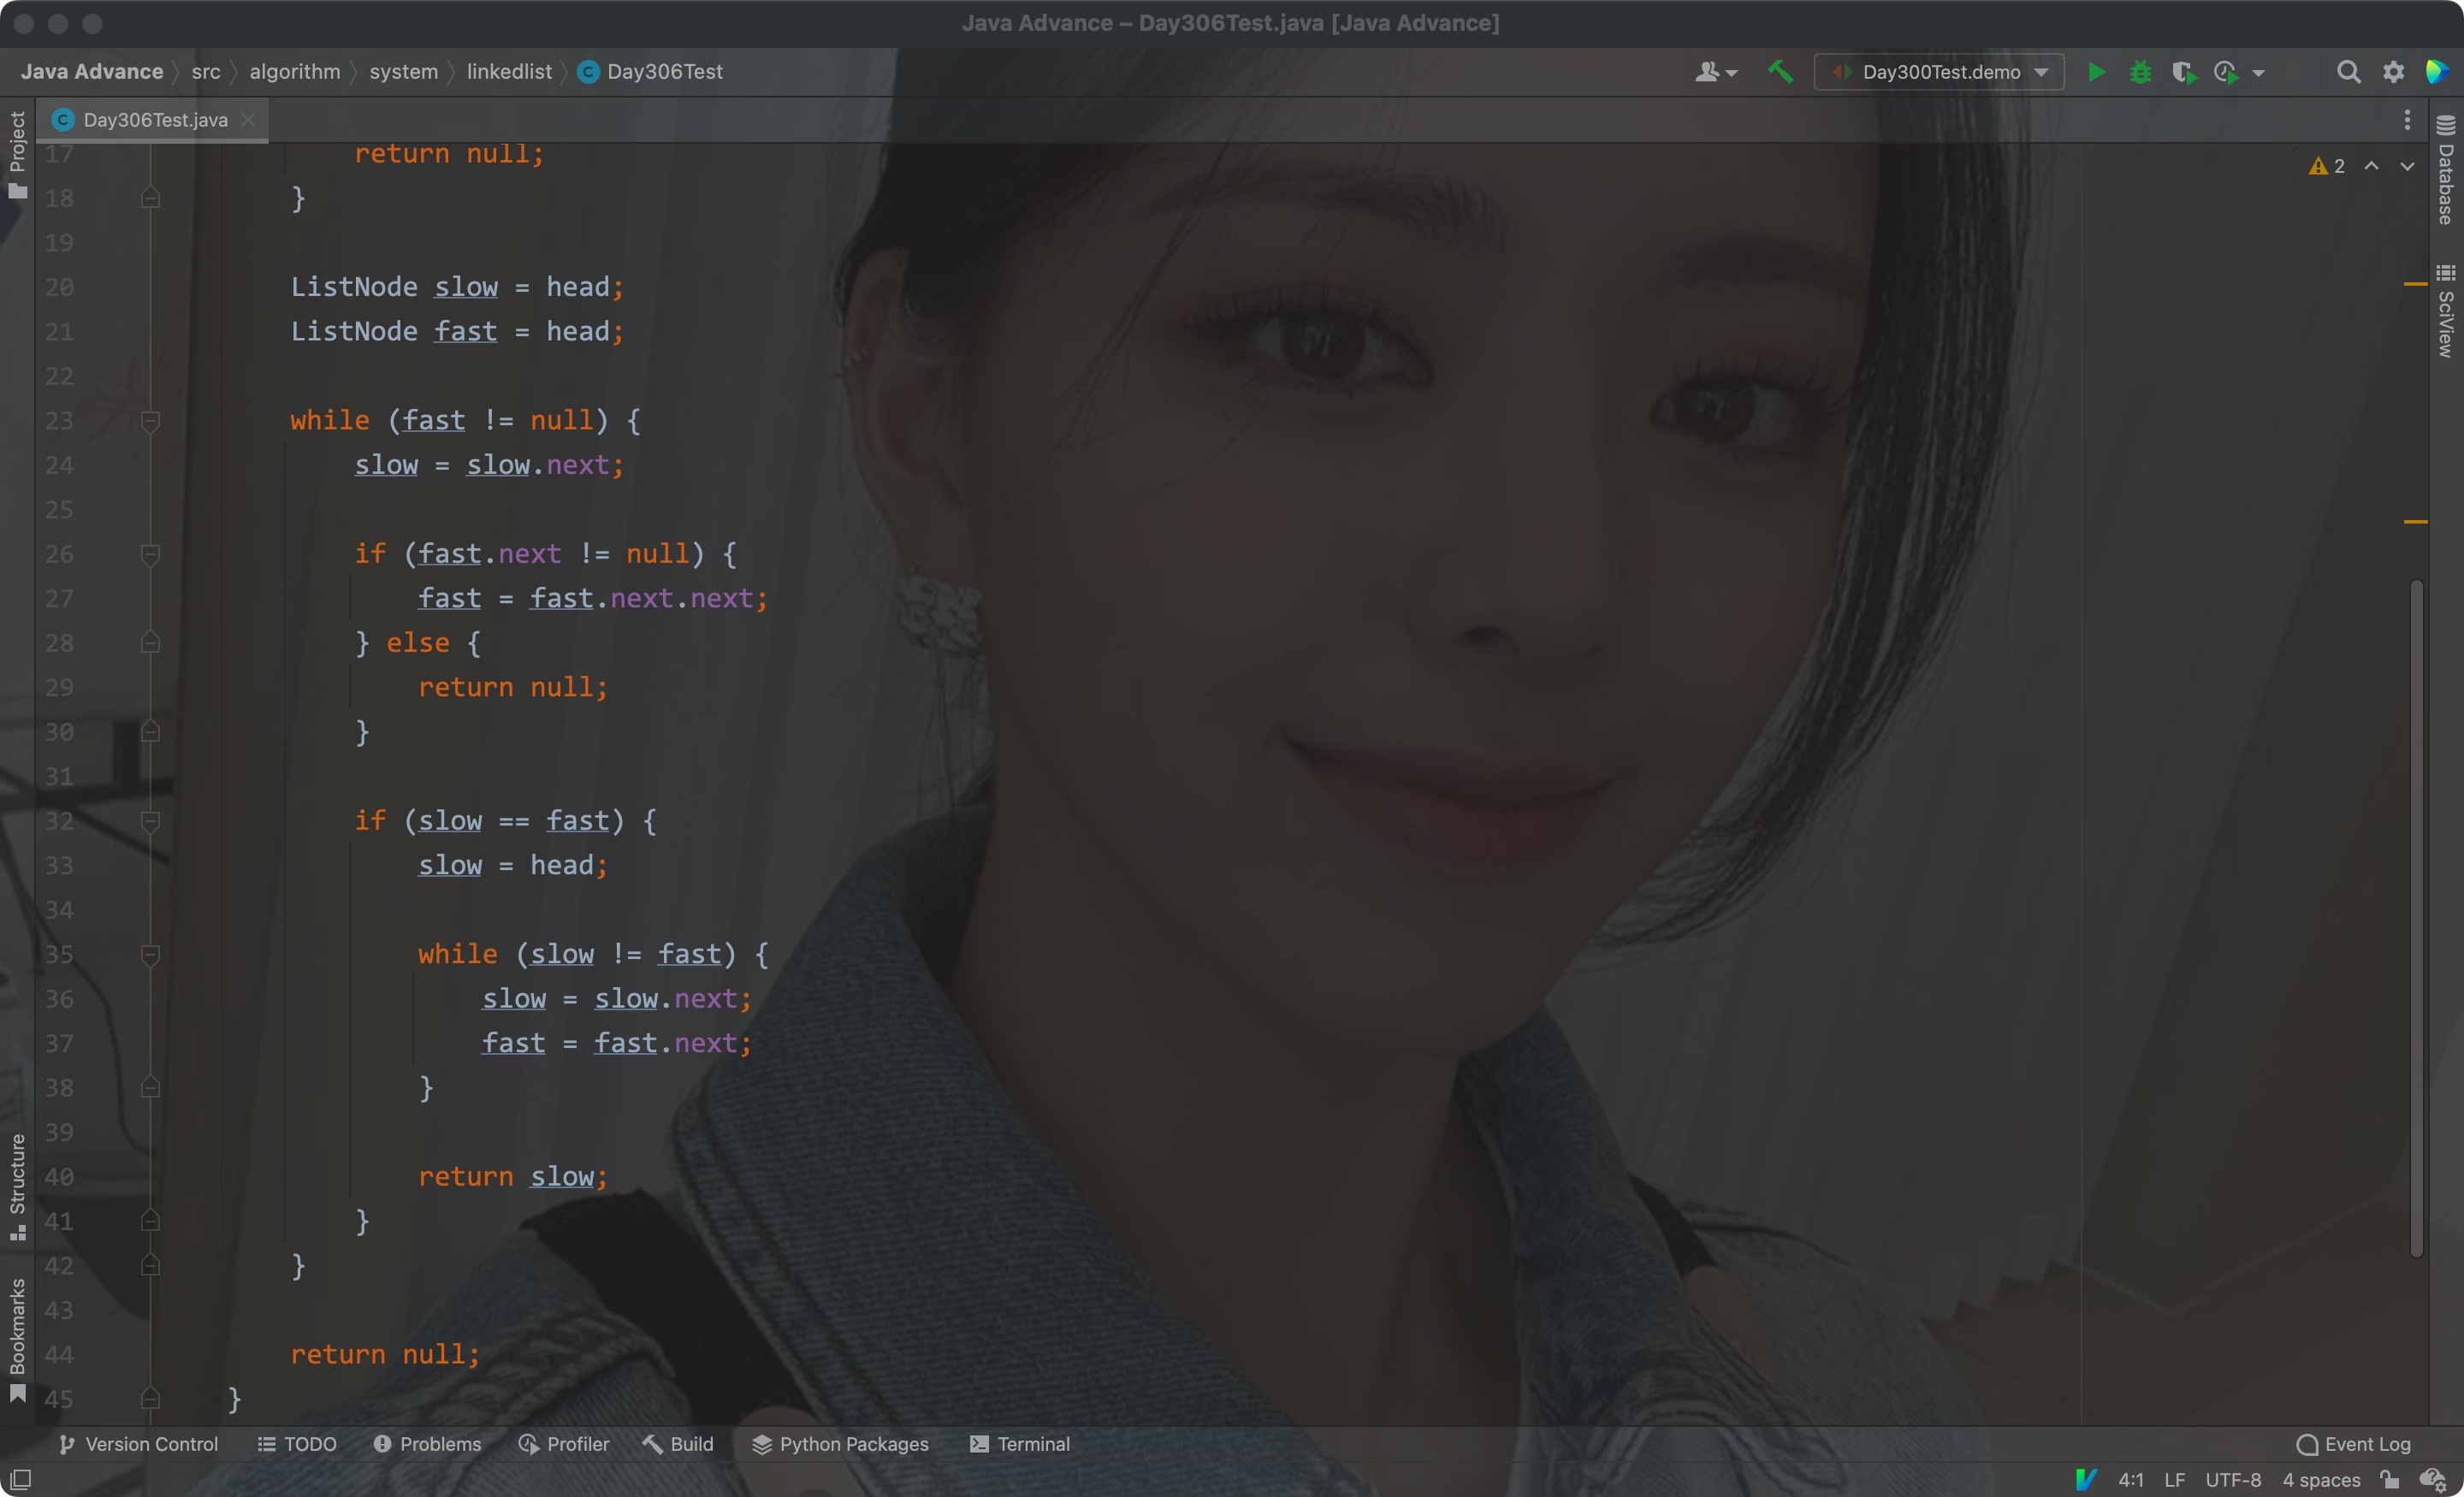 Java Advance – Day306Test.java [Java Advance]
Java Advance src algorithm system linkedlist Day306Test Day300Test.demo
Project
Day306Test.java
17 return null;
18 }
19
20 ListNode slow = head;
21 ListNode fast = head;
22
23 while (fast != null) {
24 slow = slow.next;
25
26 if (fast.next != null) {
27 fast = fast.next.next;
28 } else {
29 return null;
30 }
31
32 if (slow == fast) {
33 slow = head;
34
35 while (slow != fast) {
36 slow = slow.next;
37 fast = fast.next;
38 }
39
40 return slow;
41 }
42 }
43
44 return null;
45 }
2
Database
SciView
Structure
Bookmarks
Version Control TODO Problems Profiler Build Python Packages Terminal Event Log
4:1 LF UTF-8 4 spaces